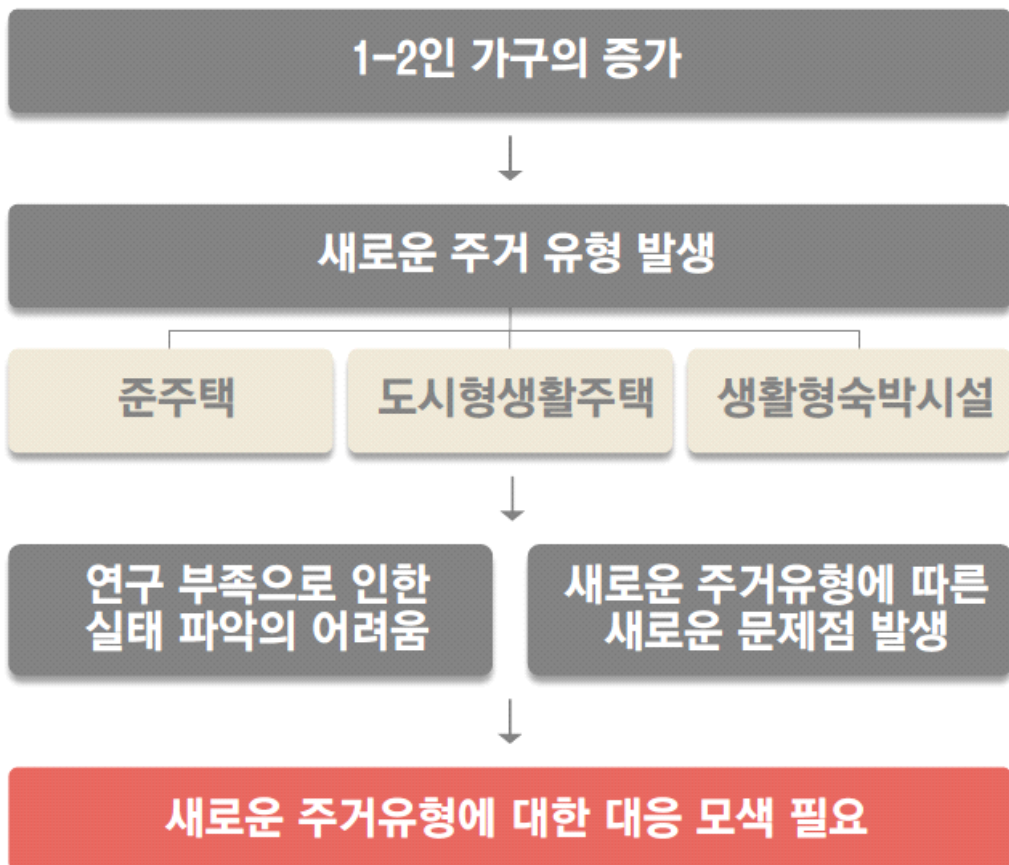 1-2인 가구의 증가
새로운 주거 유형 발생
준주택
도시형생활주택
생활형숙박시설
연구 부족으로 인한
실태 파악의 어려움
새로운 주거유형에 따른
새로운 문제점 발생
새로운 주거유형에 대한 대응 모색 필요